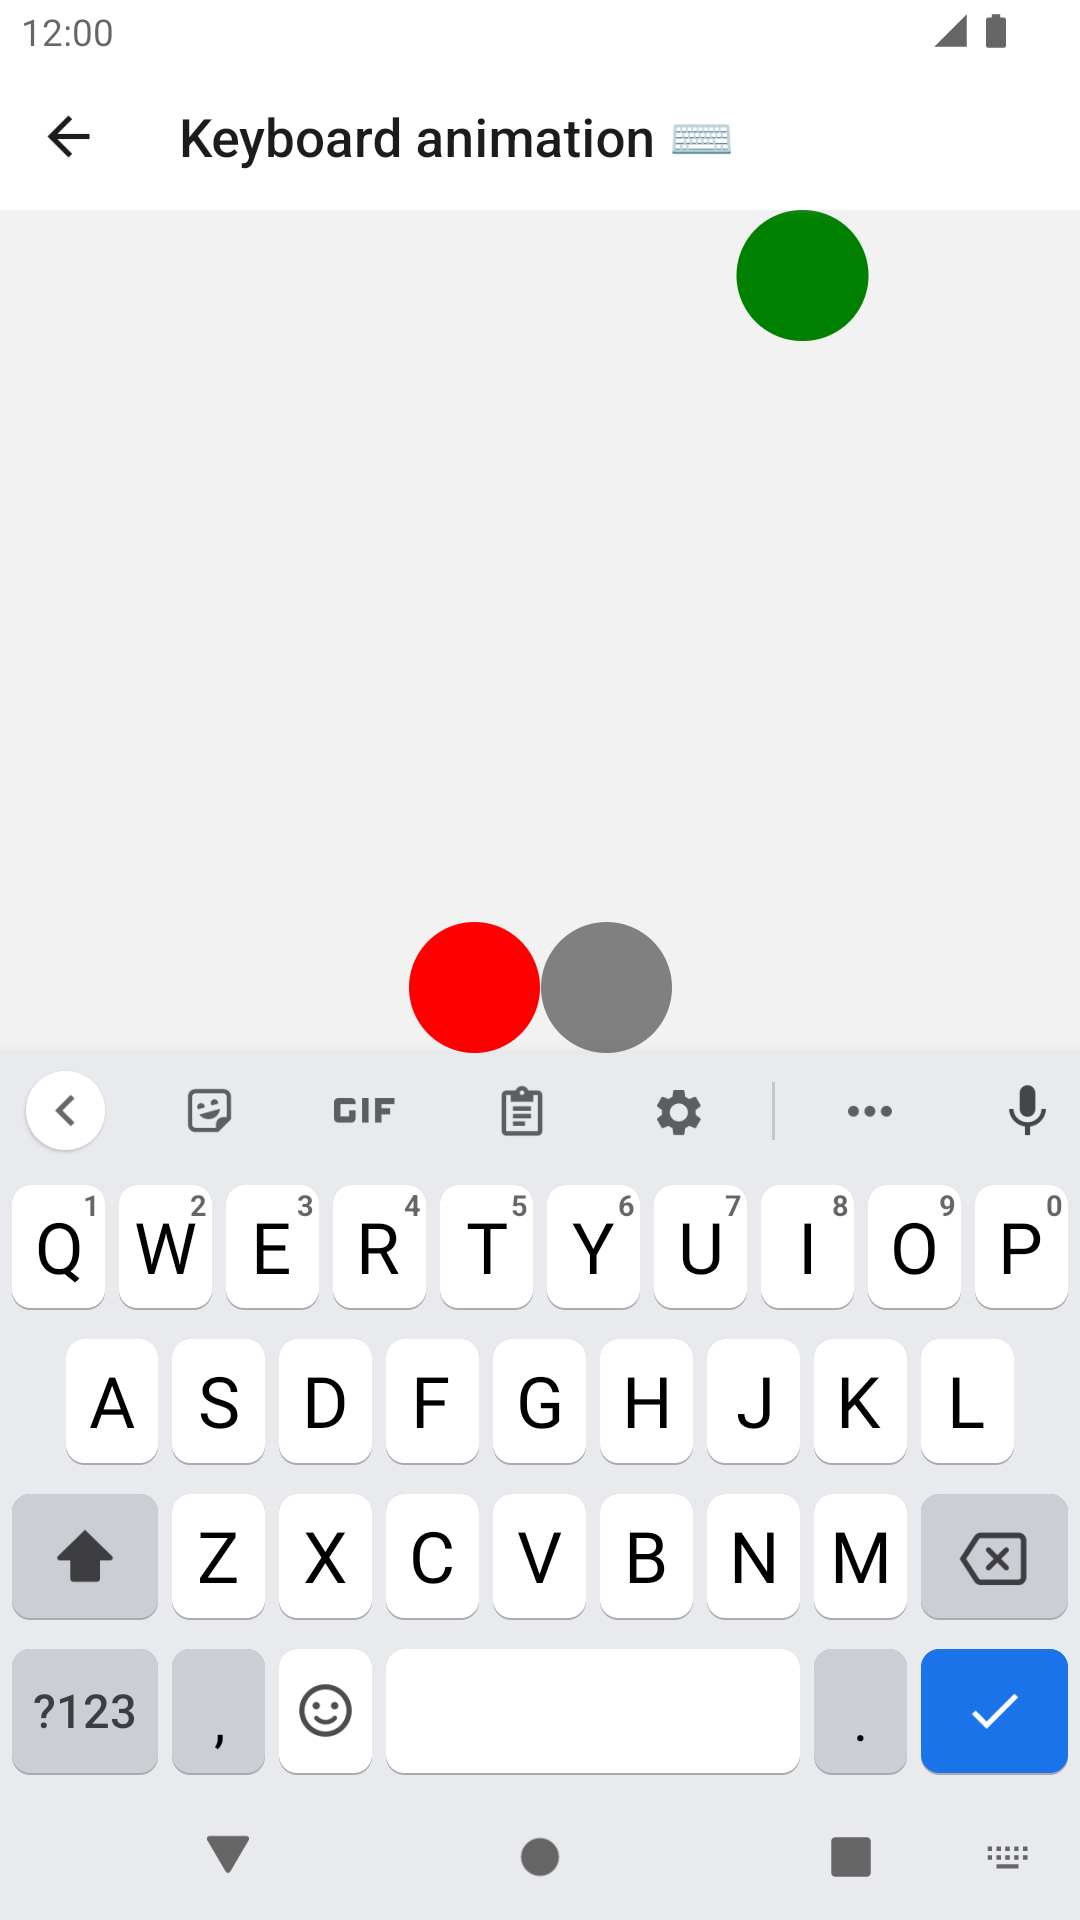 12:00
Keyboard animation ⌨️
GIF
1 2 3 4 5 6 7 8 9 0
Q W E R T Y U I O P
A S D F G H J K L
Z X C V B N M
?123 , .